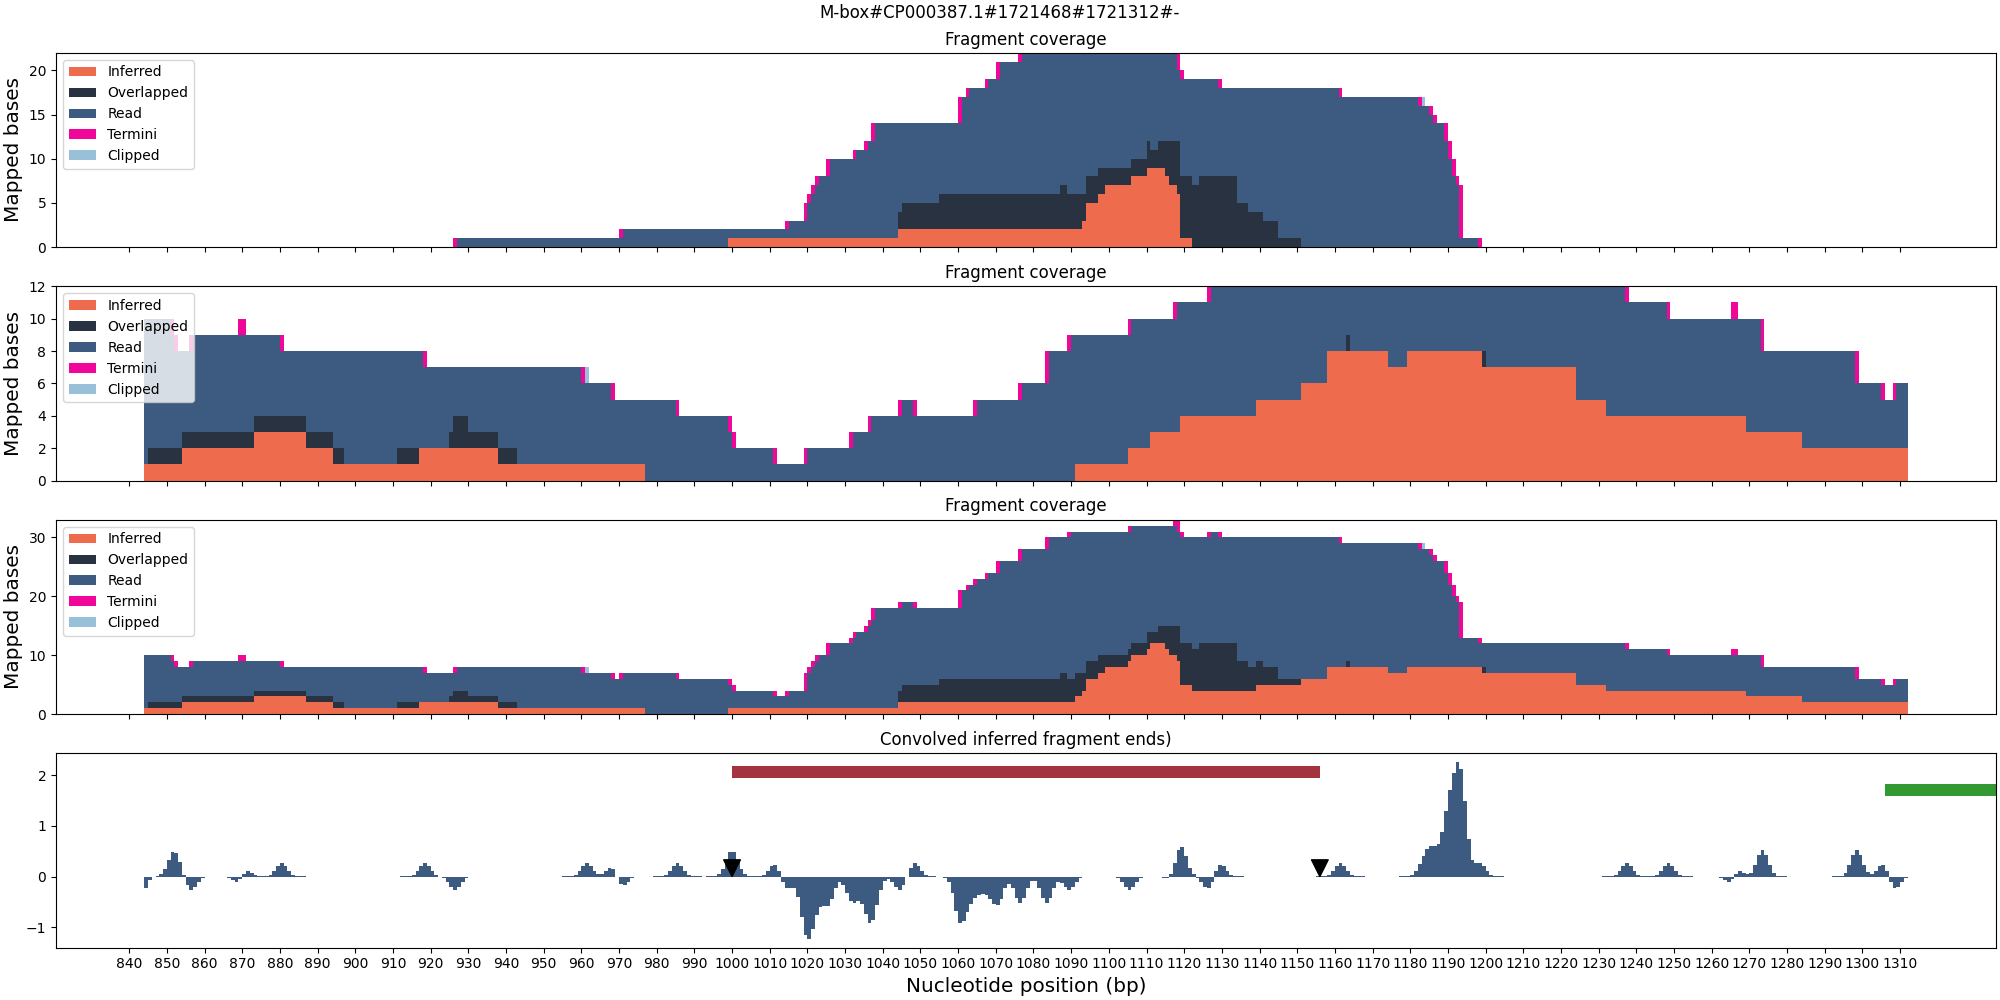 M-box#CP000387.1#1721468#1721312#-
Fragment coverage
Mapped bases
20
15
10
5
0
Inferred
Overlapped
Read
Termini
Clipped
Fragment coverage
Mapped bases
12
10
8
6
4
2
0
Inferred
Overlapped
Read
Termini
Clipped
Fragment coverage
Mapped bases
30
20
10
0
Inferred
Overlapped
Read
Termini
Clipped
Convolved inferred fragment ends)
2
1
0
−1
840 850 860 870 880 890 900 910 920 930 940 950 960 970 980 990 1000 1010 1020 1030 1040 1050 1060 1070 1080 1090 1100 1110 1120 1130 1140 1150 1160 1170 1180 1190 1200 1210 1220 1230 1240 1250 1260 1270 1280 1290 1300 1310
Nucleotide position (bp)